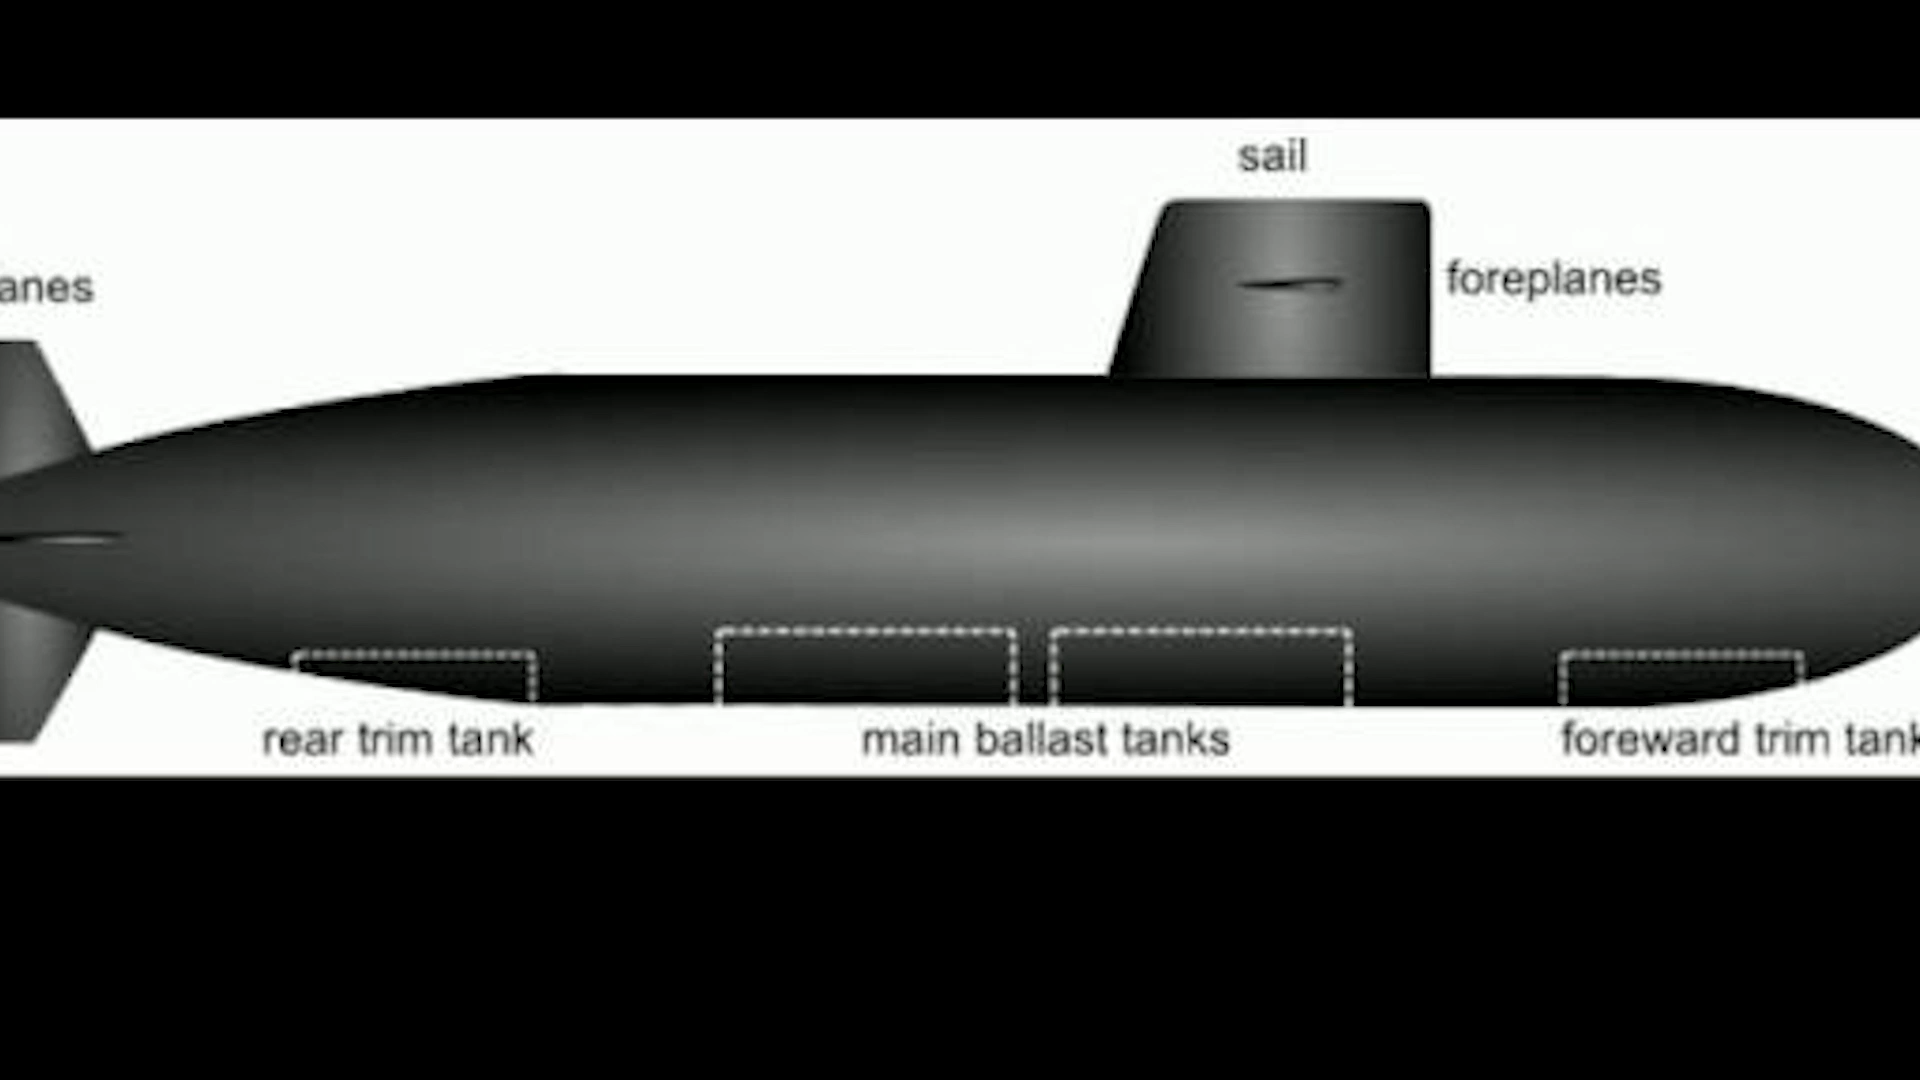 sail
foreplanes
anes
rear trim tank
main ballast tanks
foreward trim tank